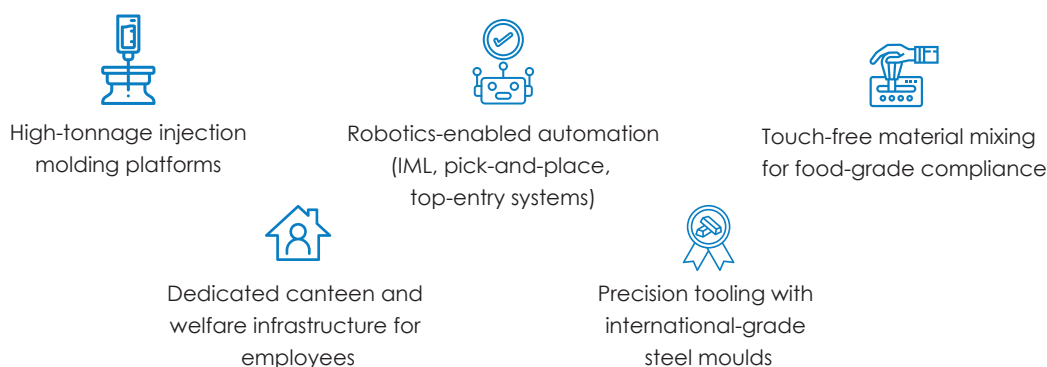 High-tonnage injection
molding platforms
Robotics-enabled automation
(IML, pick-and-place,
top-entry systems)
Touch-free material mixing
for food-grade compliance
Dedicated canteen and
welfare infrastructure for
employees
Precision tooling with
international-grade
steel moulds